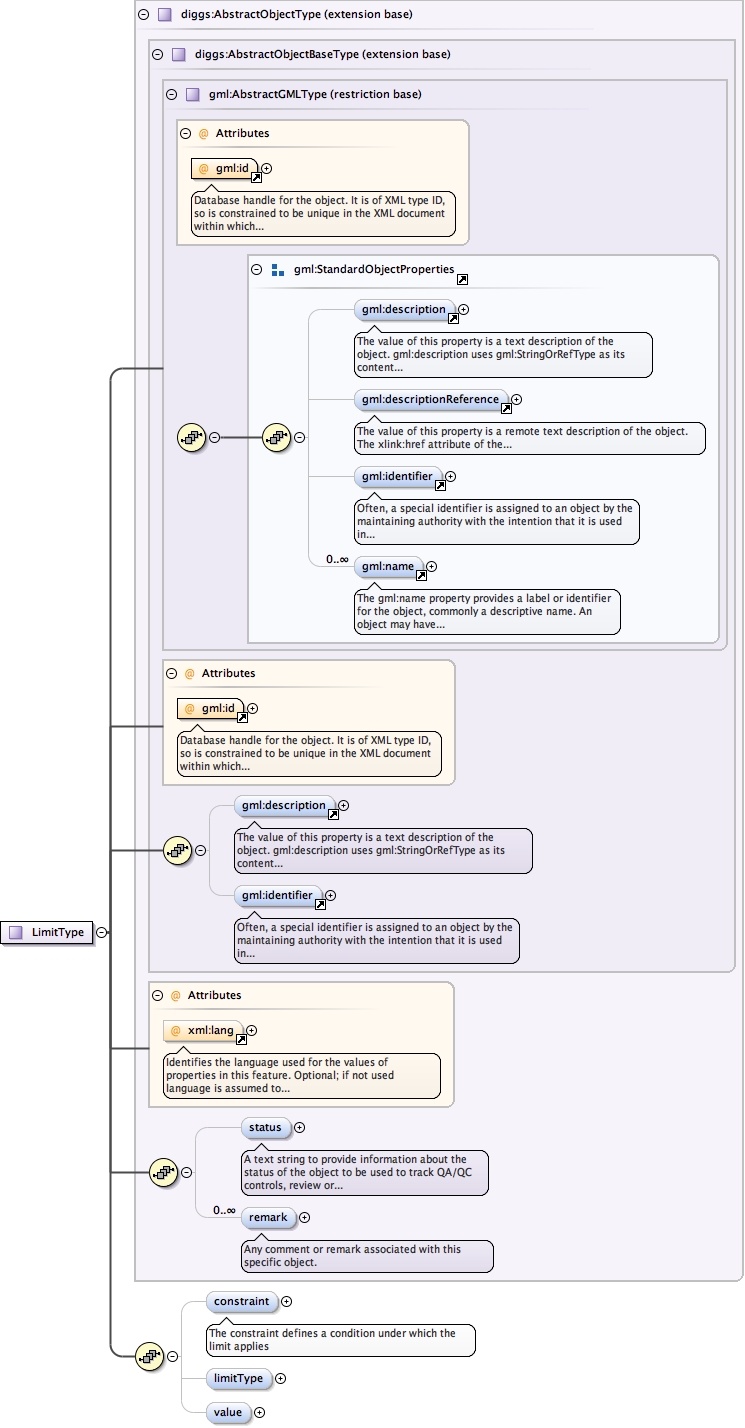 diggs:AbstractObjectType (extension base)
diggs:AbstractObjectBaseType (extension base)
gml:AbstractGMLType (restriction base)
@ Attributes
@ gml:id
Database handle for the object. It is of XML type ID,
so is constrained to be unique in the XML document
within which...
gml:StandardObjectProperties
gml:description
The value of this property is a text description of the
object. gml:description uses gml:StringOrRefType as its
content...
gml:descriptionReference
The value of this property is a remote text description of the object.
The xlink:href attribute of the...
gml:identifier
Often, a special identifier is assigned to an object by the
maintaining authority with the intention that it is used
in...
0..∞
gml:name
The gml:name property provides a label or identifier
for the object, commonly a descriptive name. An
object may have...
@ Attributes
@ gml:id
Database handle for the object. It is of XML type ID,
so is constrained to be unique in the XML document
within which...
gml:description
The value of this property is a text description of the
object. gml:description uses gml:StringOrRefType as its
content...
gml:identifier
Often, a special identifier is assigned to an object by the
maintaining authority with the intention that it is used
in...
LimitType
@ Attributes
@ xml:lang
Identifies the language used for the values of
properties in this feature. Optional; if not used
language is assumed to...
status
A text string to provide information about the
status of the object to be used to track QA/QC
controls, review or...
0..∞
remark
Any comment or remark associated with this
specific object.
constraint
The constraint defines a condition under which the
limit applies
limitType
value